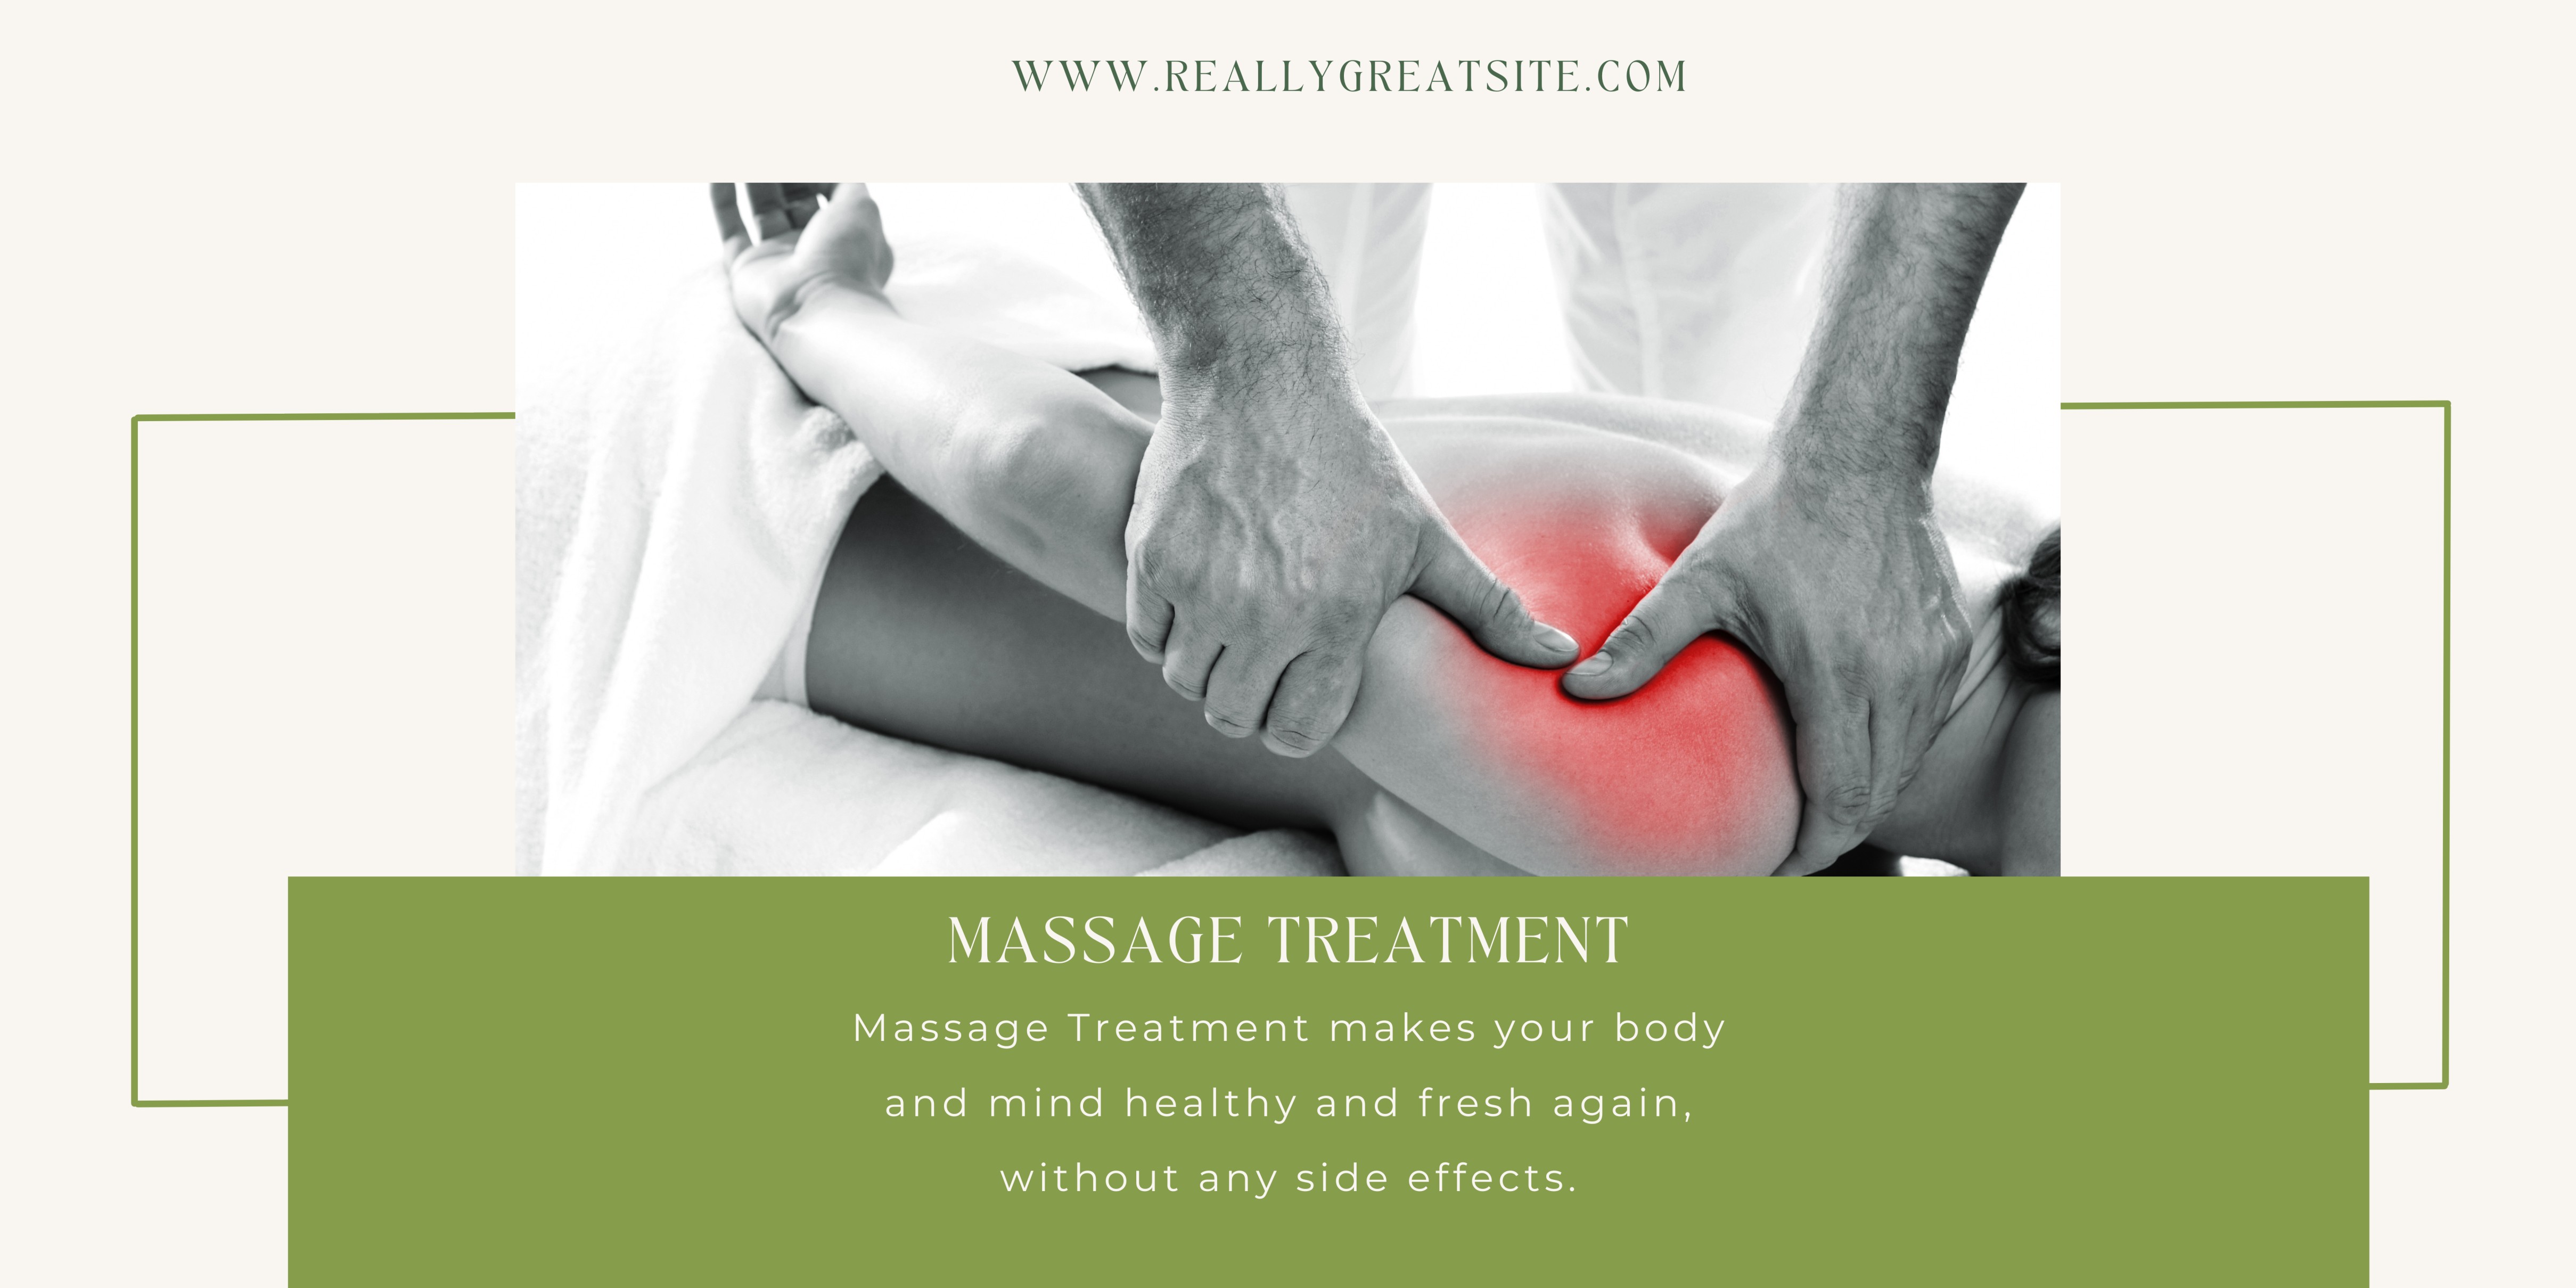 WWW.REALLYGREATSITE.COM
MASSAGE TREATMENT
Massage Treatment makes your body
and mind healthy and fresh again,
without any side effects.